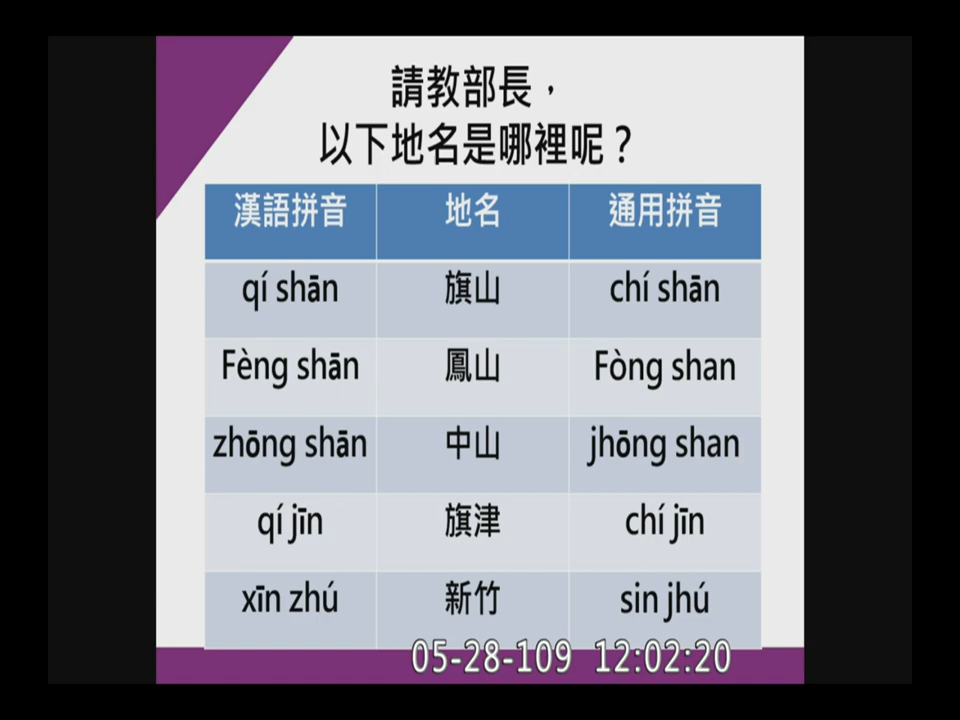 請教部長，
以下地名是哪裡呢？
漢語拼音 地名 通用拼音
qí shān 旗山 chí shān
Fèng shān 鳳山 Fòng shan
zhōng shān 中山 jhōng shan
qí jīn 旗津 chí jīn
xīn zhú 新竹 sin jhú
05-28-109 12:02:20